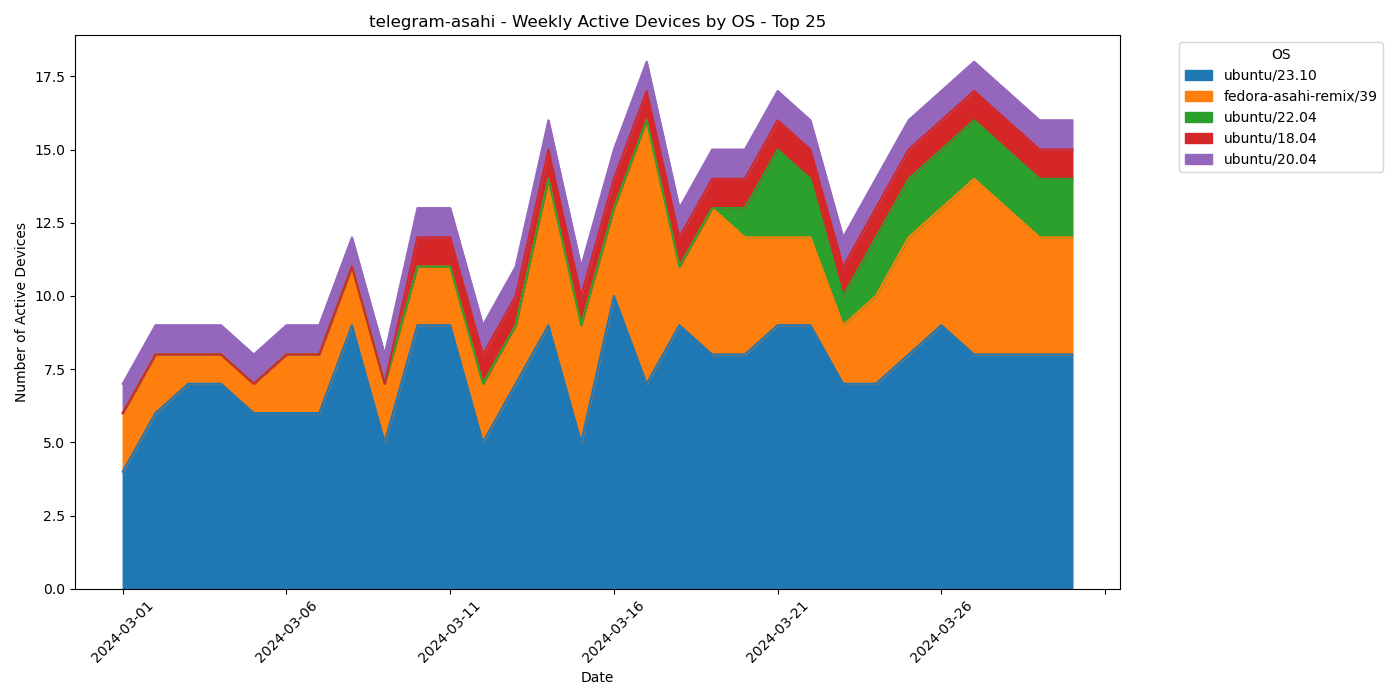 telegram-asahi - Weekly Active Devices by OS - Top 25
OS
ubuntu/23.10
fedora-asahi-remix/39
ubuntu/22.04
ubuntu/18.04
ubuntu/20.04
Number of Active Devices
17.5
15.0
12.5
10.0
7.5
5.0
2.5
0.0
2024-03-01
2024-03-06
2024-03-11
2024-03-16
2024-03-21
2024-03-26
Date